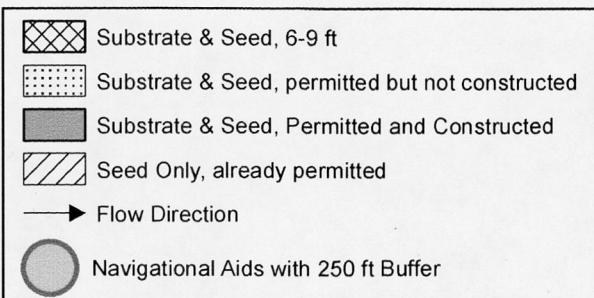 Substrate & Seed, 6-9 ft
Substrate & Seed, permitted but not constructed
Substrate & Seed, Permitted and Constructed
Seed Only, already permitted
Flow Direction
Navigational Aids with 250 ft Buffer